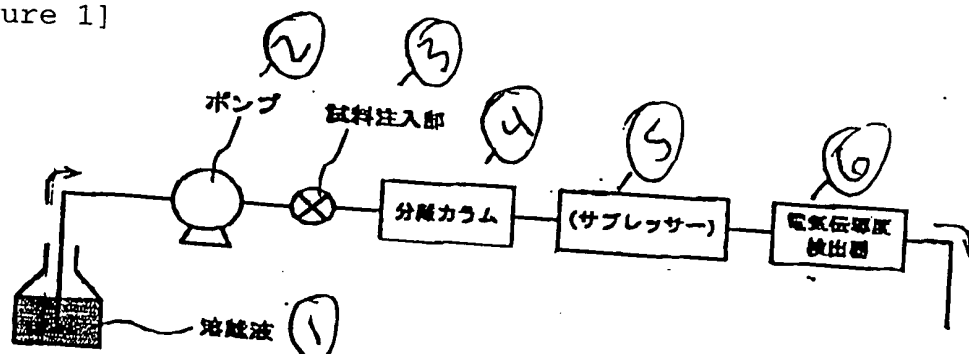 ure 1]
2
3
ポンプ
試料注入部
4
5
6
分離カラム
(サプレッサー)
電気伝導度
検出器
溶離液
1